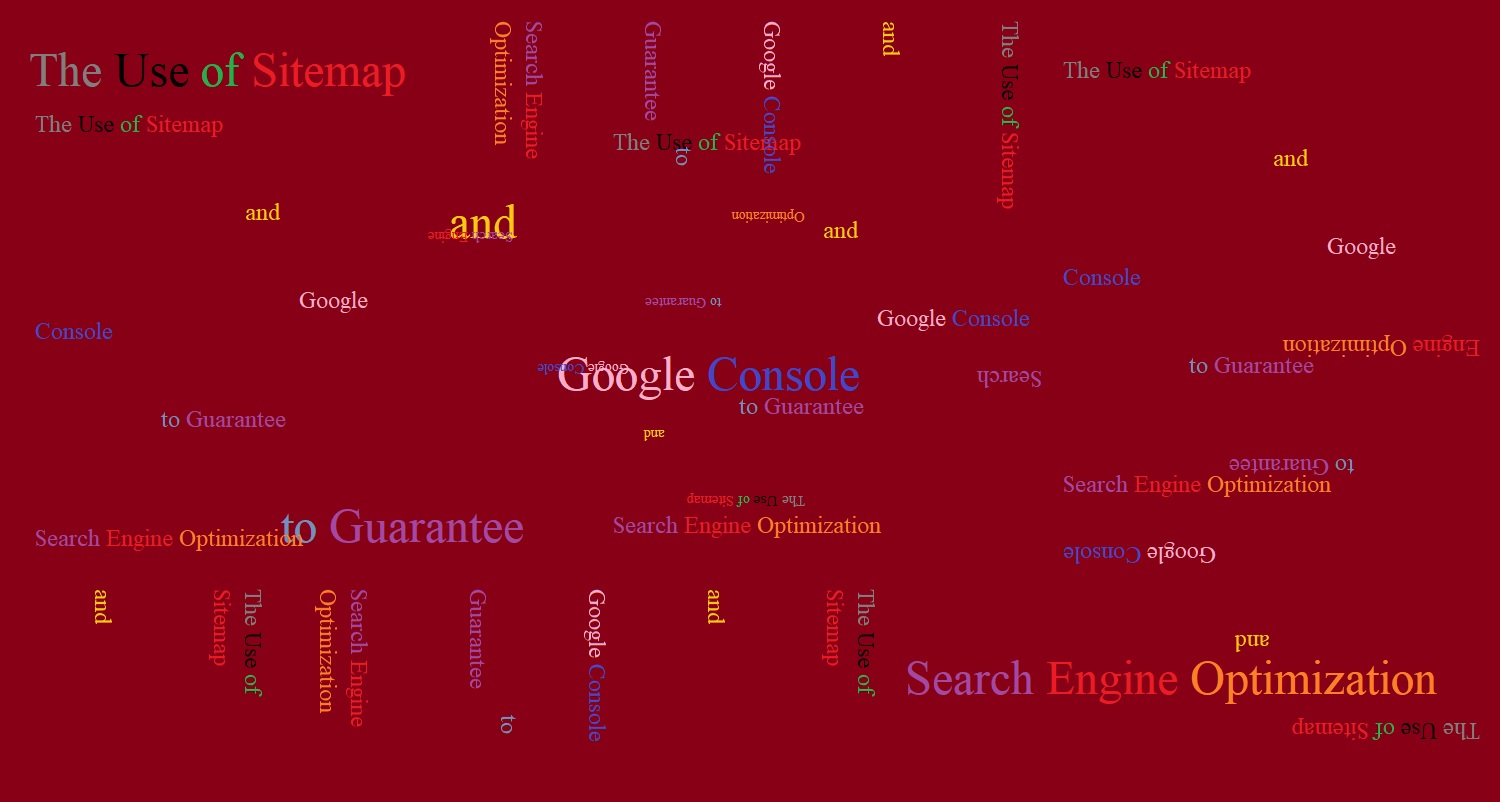 The Use of Sitemap
The Use of Sitemap
Search Engine
Optimization
Guarantee
to
Google Console
and
The Use of Sitemap
The Use of Sitemap
The Use of Sitemap
and
and
and
Search Engine
Optimization
and
Google
Console
Google
Console
to Guarantee
Google Console
Google Console
Google Console
to Guarantee
and
Search
Engine Optimization
to Guarantee
to Guarantee
to Guarantee
Search Engine Optimization
The Use of Sitemap
Search Engine Optimization
Search Engine Optimization
to Guarantee
Google Console
and
The Use of
Sitemap
Search Engine
Optimization
Guarantee
to
Google Console
and
The Use of
Sitemap
and
Search Engine Optimization
The Use of Sitemap